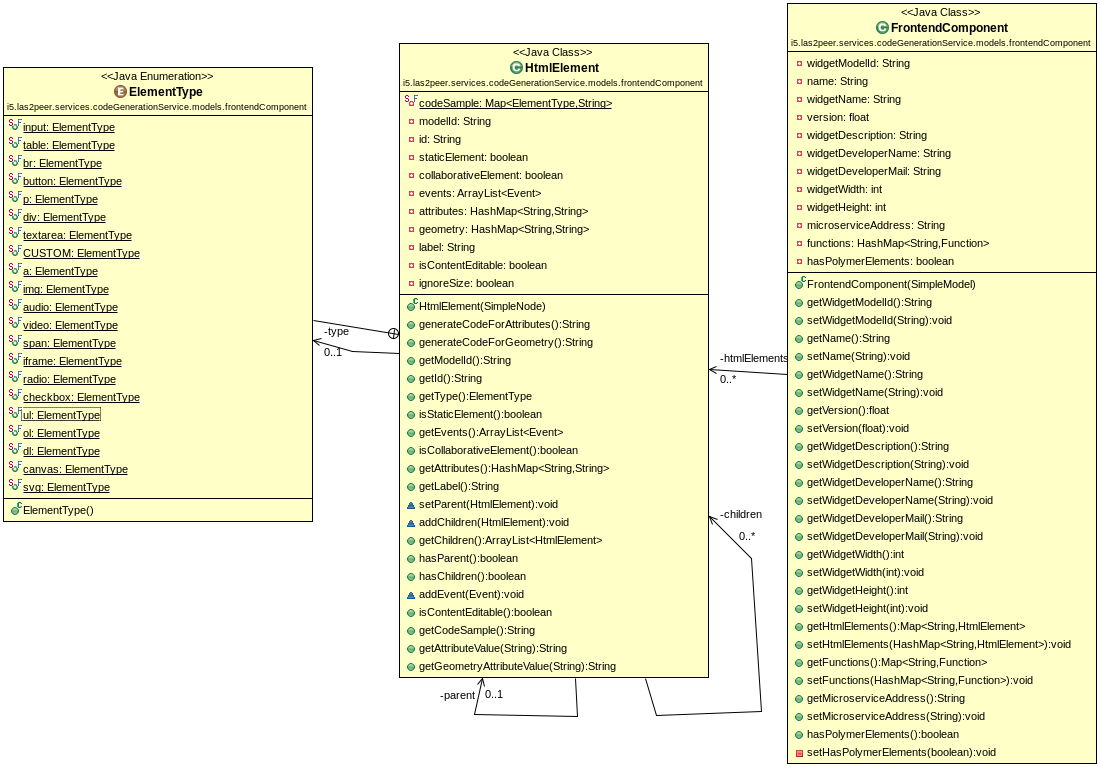 <<Java Enumeration>>
ElementType
i5.las2peer.services.codeGenerationService.models.frontendComponent
input: ElementType
table: ElementType
br: ElementType
button: ElementType
p: ElementType
div: ElementType
textarea: ElementType
CUSTOM: ElementType
a: ElementType
img: ElementType
audio: ElementType
video: ElementType
span: ElementType
iframe: ElementType
radio: ElementType
checkbox: ElementType
ul: ElementType
ol: ElementType
dl: ElementType
canvas: ElementType
svg: ElementType
ElementType()
-type
0..1
<<Java Class>>
HtmlElement
i5.las2peer.services.codeGenerationService.models.frontendComponent
codeSample: Map<ElementType,String>
modelId: String
id: String
staticElement: boolean
collaborativeElement: boolean
events: ArrayList<Event>
attributes: HashMap<String,String>
geometry: HashMap<String,String>
label: String
isContentEditable: boolean
ignoreSize: boolean
HtmlElement(SimpleNode)
generateCodeForAttributes():String
generateCodeForGeometry():String
getModelId():String
getId():String
getType():ElementType
isStaticElement():boolean
getEvents():ArrayList<Event>
isCollaborativeElement():boolean
getAttributes():HashMap<String,String>
getLabel():String
setParent(HtmlElement):void
addChildren(HtmlElement):void
getChildren():ArrayList<HtmlElement>
hasParent():boolean
hasChildren():boolean
addEvent(Event):void
isContentEditable():boolean
getCodeSample():String
getAttributeValue(String):String
getGeometryAttributeValue(String):String
-parent
0..1
-children
0..*
-htmlElements
0..*
<<Java Class>>
FrontendComponent
i5.las2peer.services.codeGenerationService.models.frontendComponent
widgetModelId: String
name: String
widgetName: String
version: float
widgetDescription: String
widgetDeveloperName: String
widgetDeveloperMail: String
widgetWidth: int
widgetHeight: int
microserviceAddress: String
functions: HashMap<String,Function>
hasPolymerElements: boolean
FrontendComponent(SimpleModel)
getWidgetModelId():String
setWidgetModelId(String):void
getName():String
setName(String):void
getWidgetName():String
setWidgetName(String):void
getVersion():float
setVersion(float):void
getWidgetDescription():String
setWidgetDescription(String):void
getWidgetDeveloperName():String
setWidgetDeveloperName(String):void
getWidgetDeveloperMail():String
setWidgetDeveloperMail(String):void
getWidgetWidth():int
setWidgetWidth(int):void
getWidgetHeight():int
setWidgetHeight(int):void
getHtmlElements():Map<String,HtmlElement>
setHtmlElements(HashMap<String,HtmlElement>):void
getFunctions():Map<String,Function>
setFunctions(HashMap<String,Function>):void
getMicroserviceAddress():String
setMicroserviceAddress(String):void
hasPolymerElements():boolean
setHasPolymerElements(boolean):void